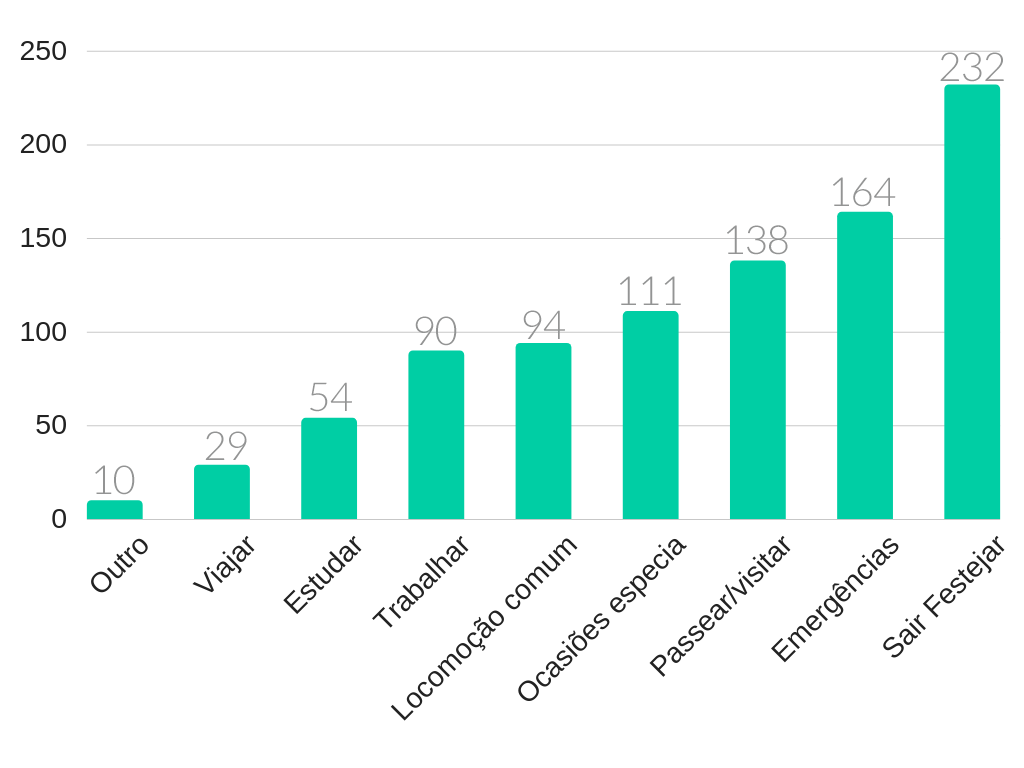 250
200
150
100
50
0
10
29
54
90
94
111
138
164
232
Outro
Viajar
Estudar
Trabalhar
Locomoção comum
Ocasiões especia
Passear/visitar
Emergências
Sair Festejar